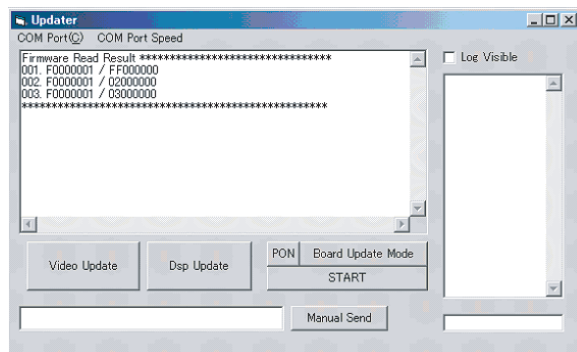 Updater
COM Port(C) COM Port Speed
Firmware Read Result ********************************
001. F0000001 / FF000000
002. F0000001 / 02000000
003. F0000001 / 03000000
***************************************************
Log Visible
Video Update
Dsp Update
PON
Board Update Mode
START
Manual Send